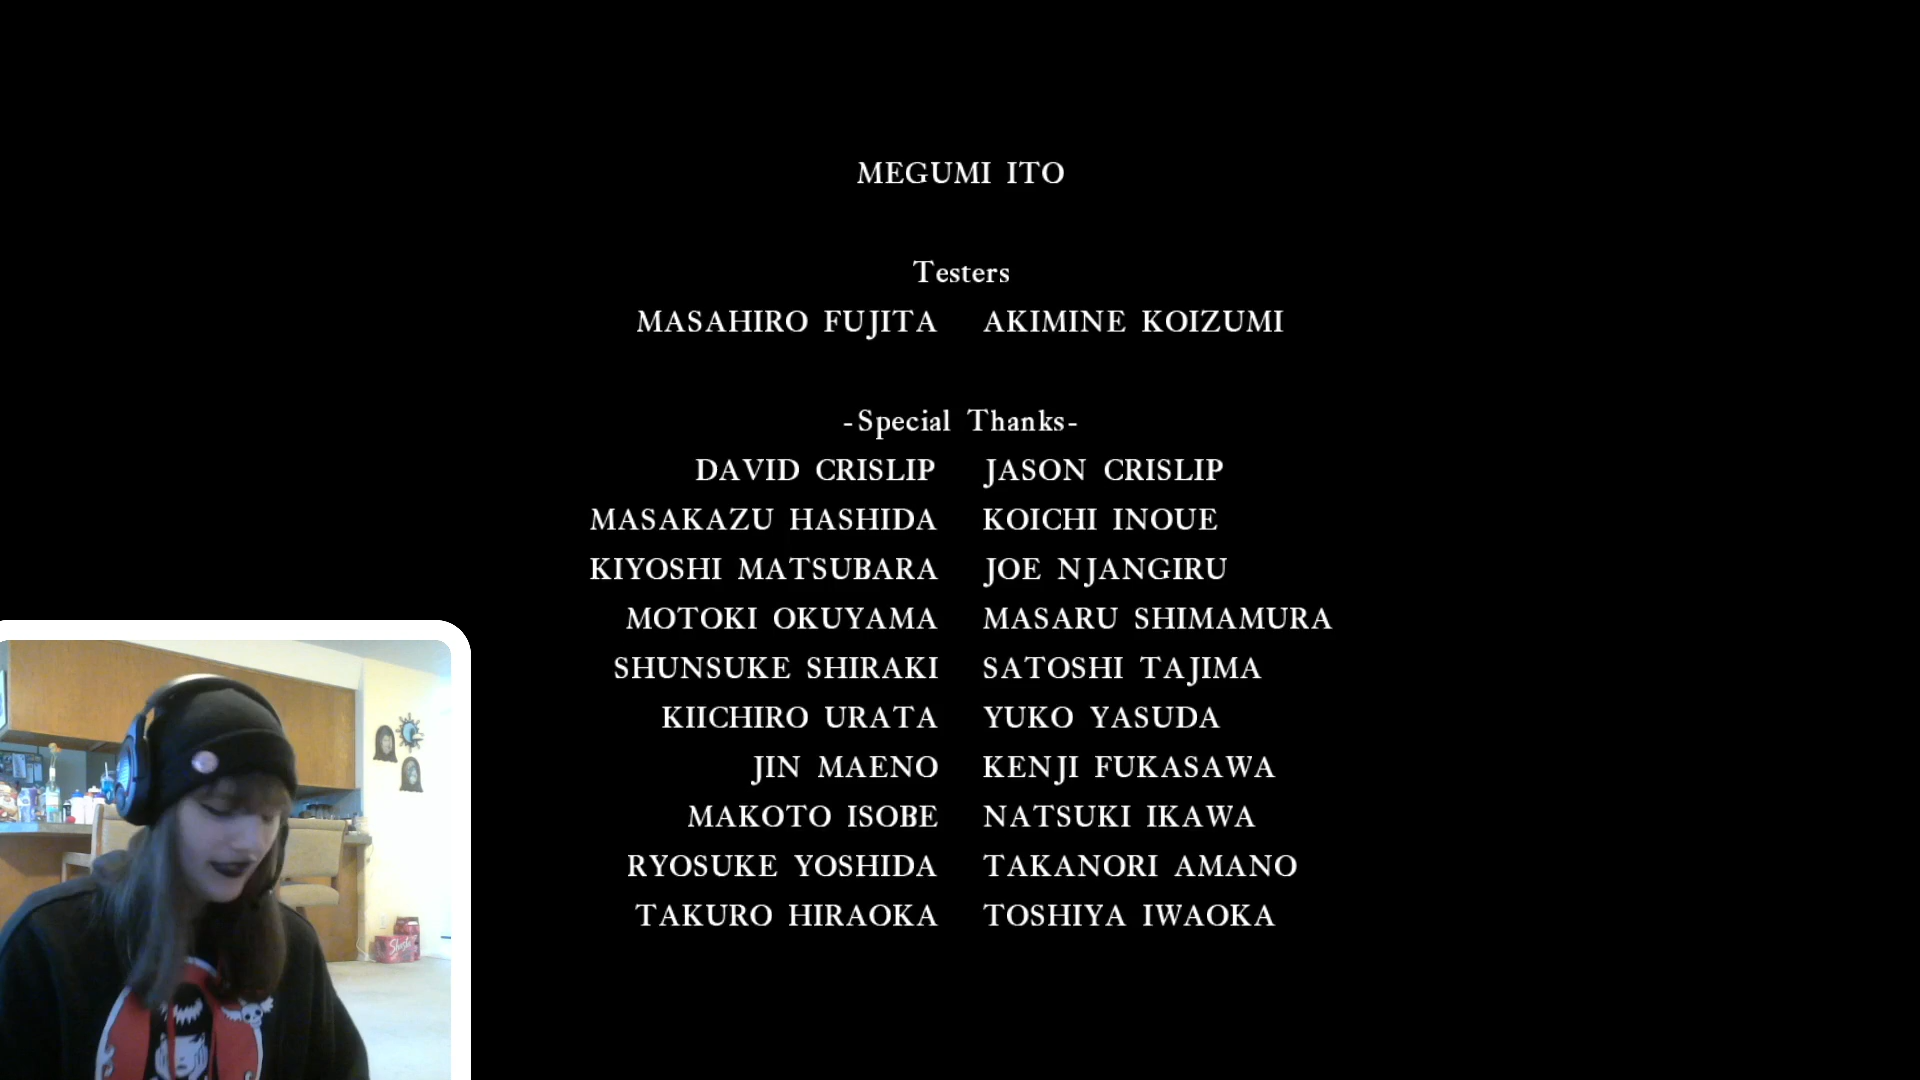 MEGUMI ITO
Testers
MASAHIRO FUJITA AKIMINE KOIZUMI
-Special Thanks-
DAVID CRISLIP JASON CRISLIP
MASAKAZU HASHIDA KOICHI INOUE
KIYOSHI MATSUBARA JOE NJANGIRU
MOTOKI OKUYAMA MASARU SHIMAMURA
SHUNSUKE SHIRAKI SATOSHI TAJIMA
KIICHIRO URATA YUKO YASUDA
JIN MAENO KENJI FUKASAWA
MAKOTO ISOBE NATSUKI IKAWA
RYOSUKE YOSHIDA TAKANORI AMANO
TAKURO HIRAOKA TOSHIYA IWAOKA
Shasta